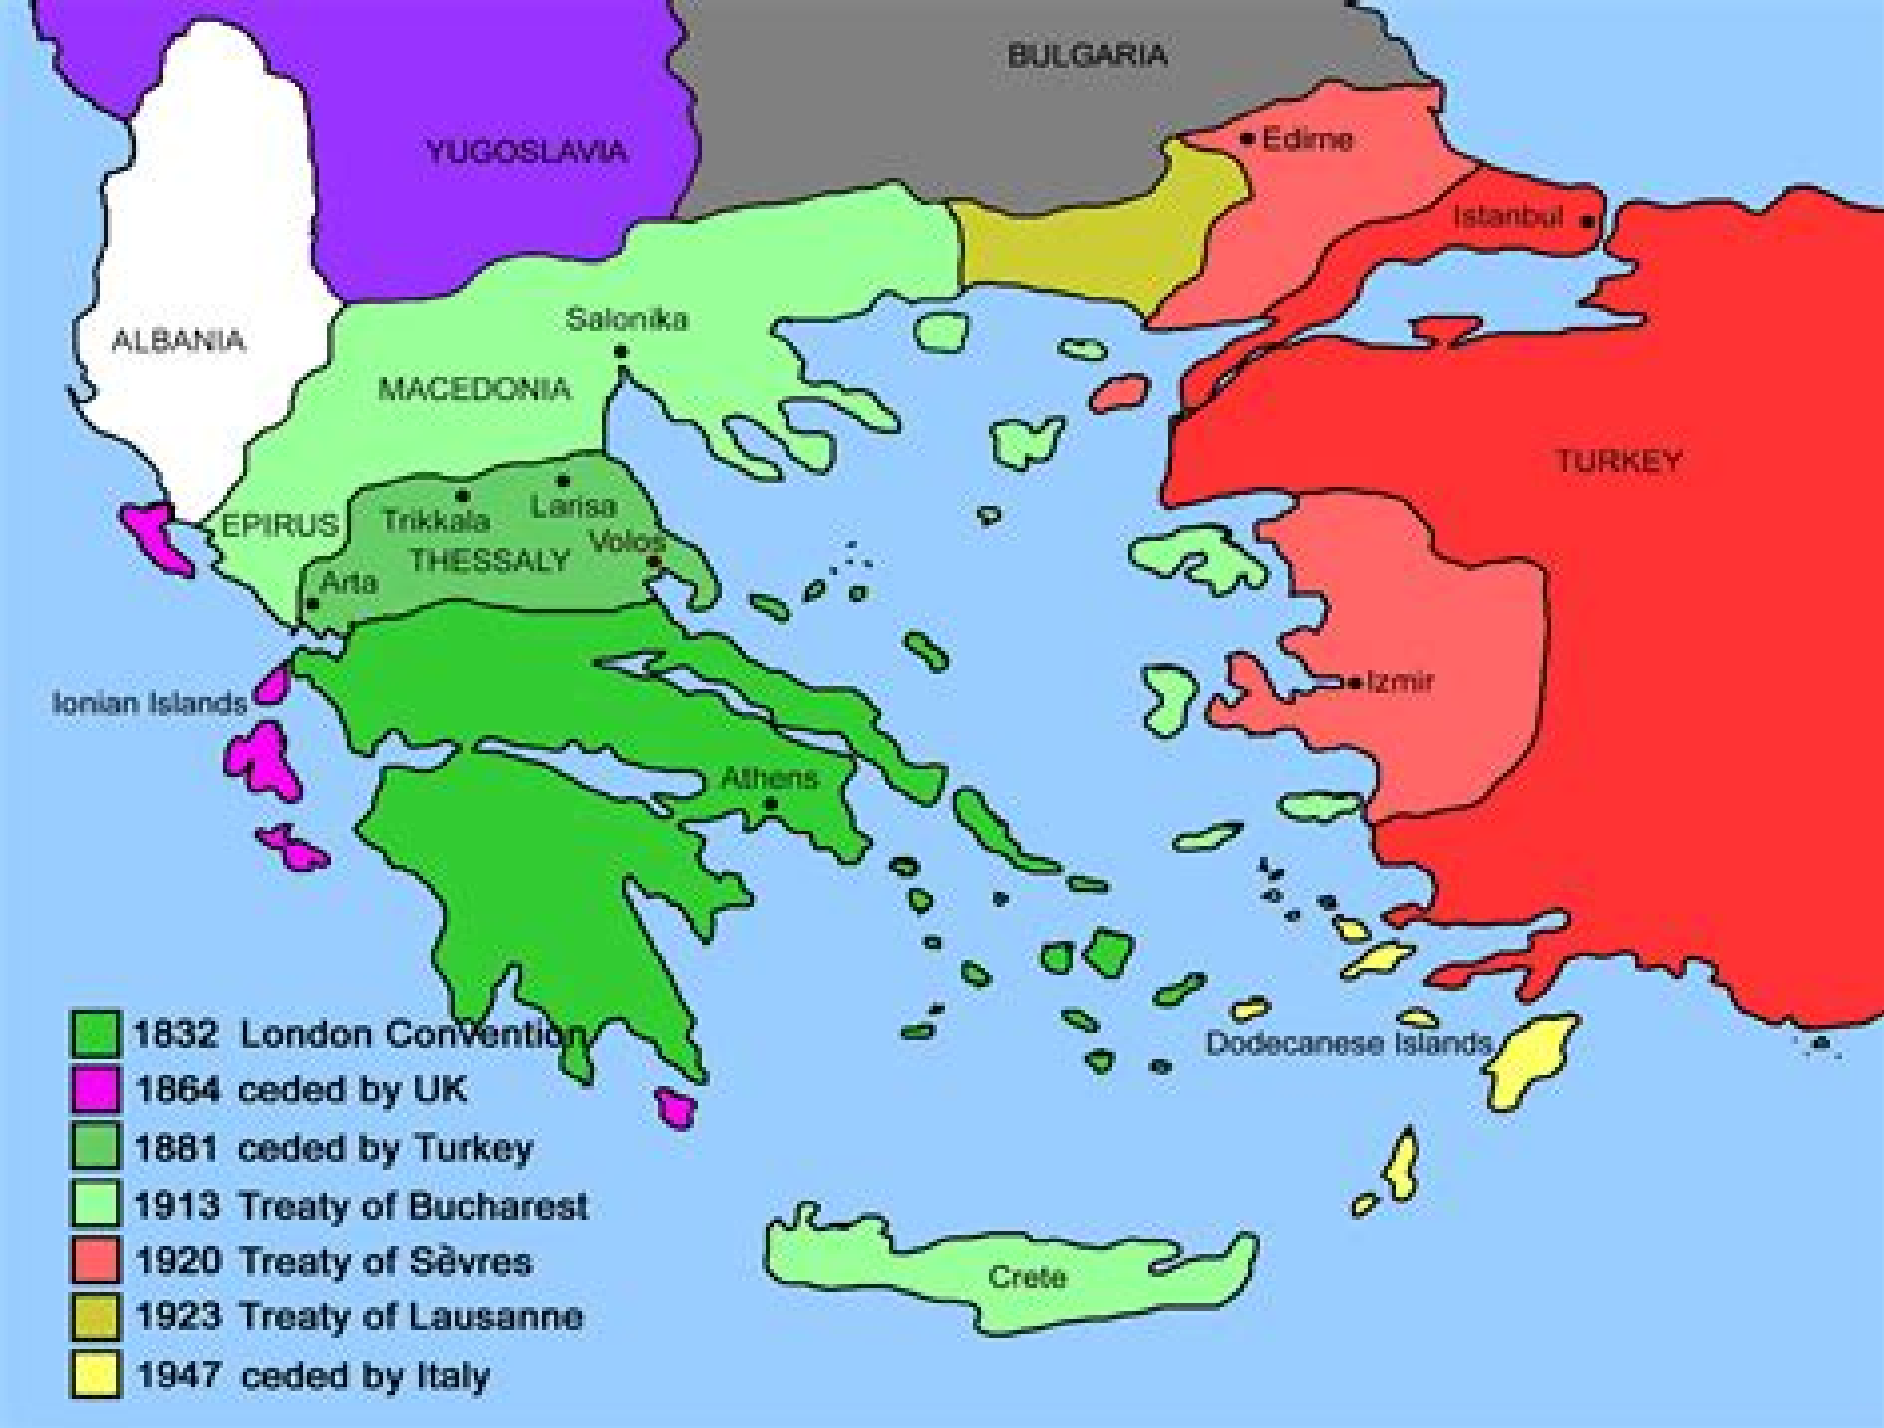 BULGARIA
Edirne
YUGOSLAVIA
Istanbul
Salonika
ALBANIA
MACEDONIA
TURKEY
Larisa
EPIRUS
Trikkala
Volos
THESSALY
Arta
Izmir
Ionian Islands
Athens
1832 London Convention
Dodecanese Islands
1864 ceded by UK
1881 ceded by Turkey
1913 Treaty of Bucharest
1920 Treaty of Sèvres
Crete
1923 Treaty of Lausanne
1947 ceded by Italy